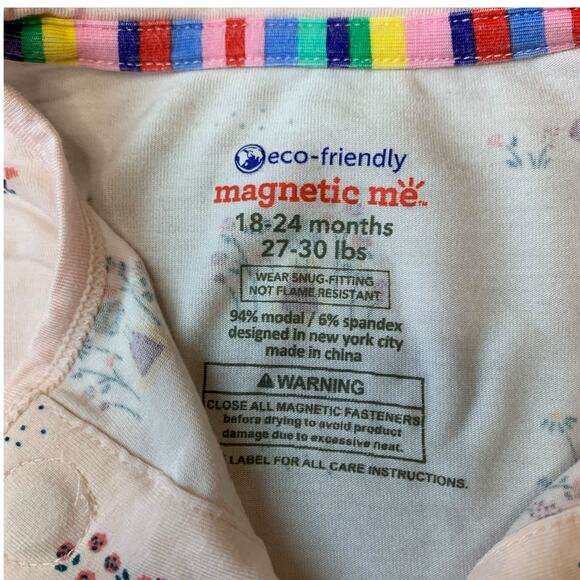 eco-friendly
magnetic me™
18-24 months
27-30 lbs
WEAR SNUG-FITTING
NOT FLAME RESISTANT
94% modal / 6% spandex
designed in new york city
made in china
WARNING
CLOSE ALL MAGNETIC FASTENERS
before drying to avoid product
damage due to excessive heat.
LABEL FOR ALL CARE INSTRUCTIONS.